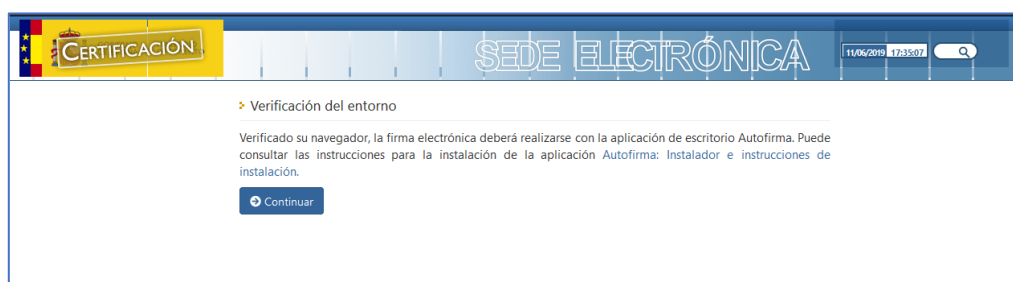 CERTIFICACIÓN
SEDE ELECTRÓNICA
11/06/2019 17:35:07
Verificación del entorno
Verificado su navegador, la firma electrónica deberá realizarse con la aplicación de escritorio Autofirma. Puede
consultar las instrucciones para la instalación de la aplicación Autofirma: Instalador e instrucciones de
instalación.
Continuar